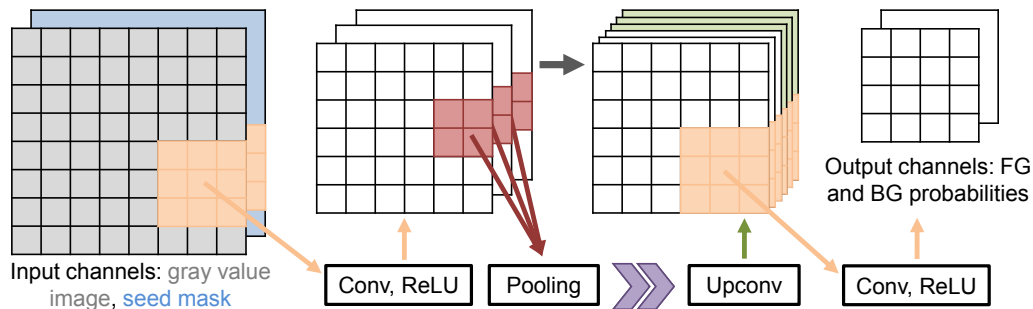 Input channels: gray value
image, seed mask
Conv, ReLU
Pooling
Upconv
Conv, ReLU
Output channels: FG
and BG probabilities